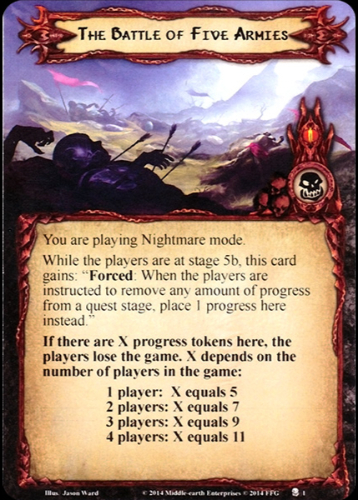 THE BATTLE OF FIVE ARMIES
You are playing Nightmare mode.
While the players are at stage 5b, this card
gains: "Forced: When the players are
instructed to remove any amount of progress
from a quest stage, place 1 progress here
instead."
If there are X progress tokens here, the
players lose the game. X depends on the
number of players in the game:
1 player: X equals 5
2 players: X equals 7
3 players: X equals 9
4 players: X equals 11
Illus. Jason Ward © 2014 Middle-earth Enterprises © 2014 FFG 1